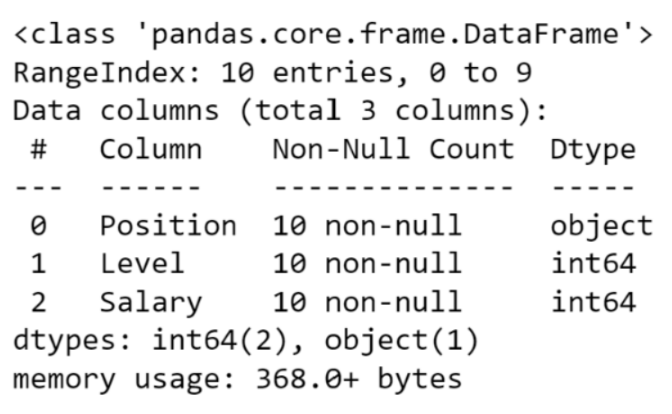 <class 'pandas.core.frame.DataFrame'>
RangeIndex: 10 entries, 0 to 9
Data columns (total 3 columns):
 #   Column    Non-Null Count  Dtype
---  ------    --------------  -----
 0   Position  10 non-null     object
 1   Level     10 non-null     int64
 2   Salary    10 non-null     int64
dtypes: int64(2), object(1)
memory usage: 368.0+ bytes